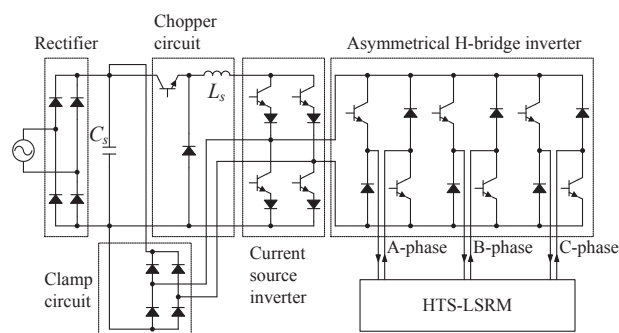 Chopper
Rectifier
circuit
Asymmetrical H-bridge inverter
Ls
Cs
A-phase
B-phase
C-phase
Clamp
circuit
Current
source
inverter
HTS-LSRM